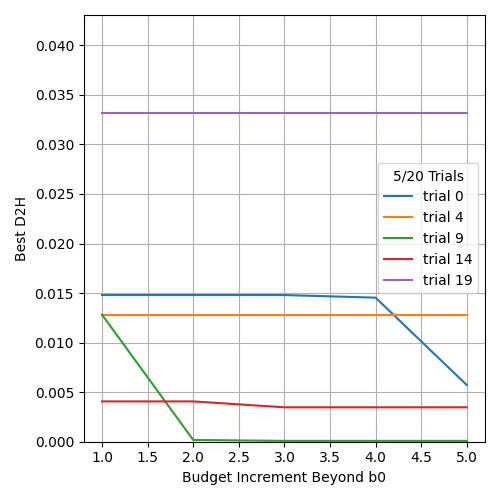 0.040
0.035
0.030
0.025
0.020
0.015
0.010
0.005
0.000
Best D2H
5/20 Trials
trial 0
trial 4
trial 9
trial 14
trial 19
1.0 1.5 2.0 2.5 3.0 3.5 4.0 4.5 5.0
Budget Increment Beyond b0